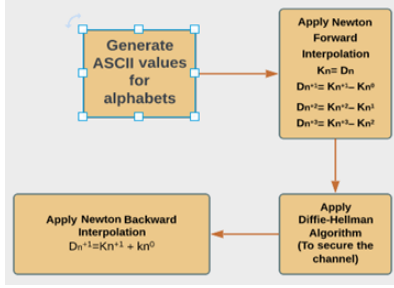 Generate
ASCII values
for
alphabets
Apply Newton
Forward
Interpolation
Kn= Dn
Dn⁺¹= Kn⁺¹– Kn⁰
Dn⁺²= Kn⁺²– Kn¹
Dn⁺³= Kn⁺³– Kn²
Apply
Diffie-Hellman
Algorithm
(To secure the
channel)
Apply Newton Backward
Interpolation
Dn⁺¹=Kn⁺¹ + kn⁰